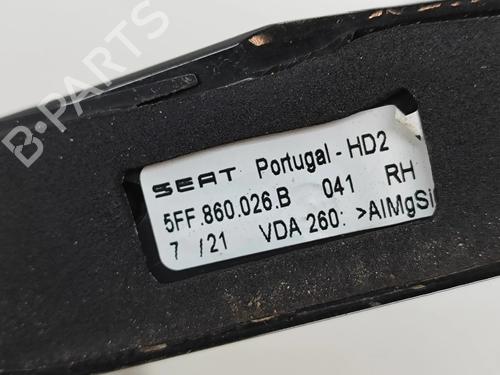 B-PARTS
SEAT Portugal - HD2
5FF.860.026.B 041 RH
7 /21 VDA 260: >AlMgSi